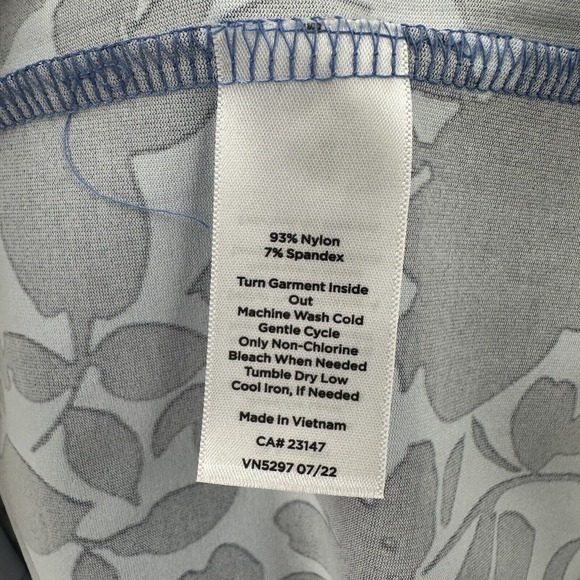 93% Nylon
7% Spandex
Turn Garment Inside
Out
Machine Wash Cold
Gentle Cycle
Only Non-Chlorine
Bleach When Needed
Tumble Dry Low
Cool Iron, If Needed
Made In Vietnam
CA# 23147
VN5297 07/22